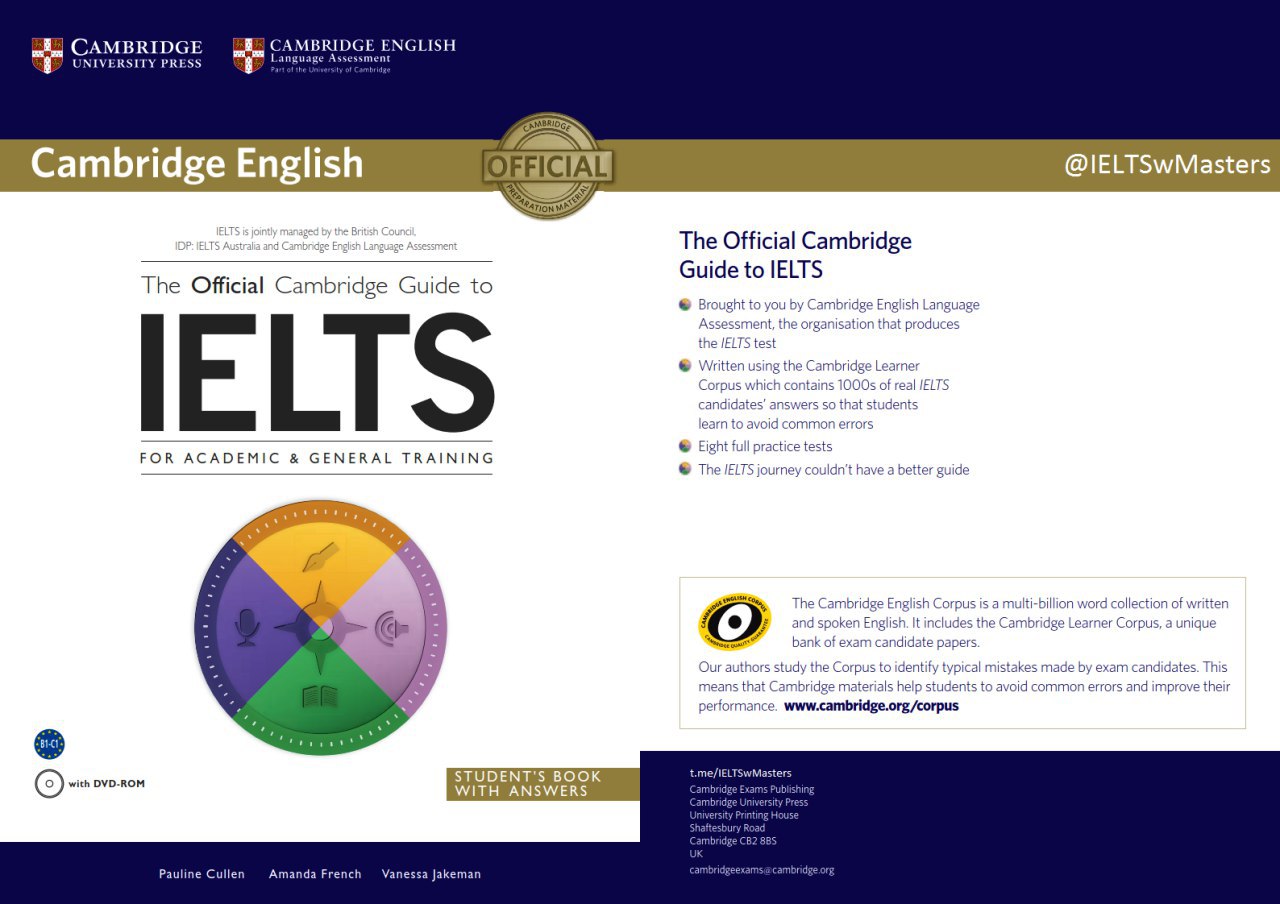 CAMBRIDGE
UNIVERSITY PRESS
CAMBRIDGE ENGLISH
Language Assessment
Part of the University of Cambridge
Cambridge English
CAMBRIDGE
OFFICIAL
PREPARATION MATERIAL
@IELTSwMasters
IELTS is jointly managed by the British Council,
IDP: IELTS Australia and Cambridge English Language Assessment
The Official Cambridge Guide to
IELTS
FOR ACADEMIC & GENERAL TRAINING
B1-C1
with DVD-ROM
STUDENT'S BOOK
WITH ANSWERS
Pauline Cullen Amanda French Vanessa Jakeman
The Official Cambridge
Guide to IELTS
Brought to you by Cambridge English Language
Assessment, the organisation that produces
the IELTS test
Written using the Cambridge Learner
Corpus which contains 1000s of real IELTS
candidates' answers so that students
learn to avoid common errors
Eight full practice tests
The IELTS journey couldn't have a better guide
CAMBRIDGE ENGLISH CORPUS
CAMBRIDGE QUALITY GUARANTEE
The Cambridge English Corpus is a multi-billion word collection of written
and spoken English. It includes the Cambridge Learner Corpus, a unique
bank of exam candidate papers.
Our authors study the Corpus to identify typical mistakes made by exam candidates. This
means that Cambridge materials help students to avoid common errors and improve their
performance. www.cambridge.org/corpus
t.me/IELTSwMasters
Cambridge Exams Publishing
Cambridge University Press
University Printing House
Shaftesbury Road
Cambridge CB2 8BS
UK
cambridgeexams@cambridge.org